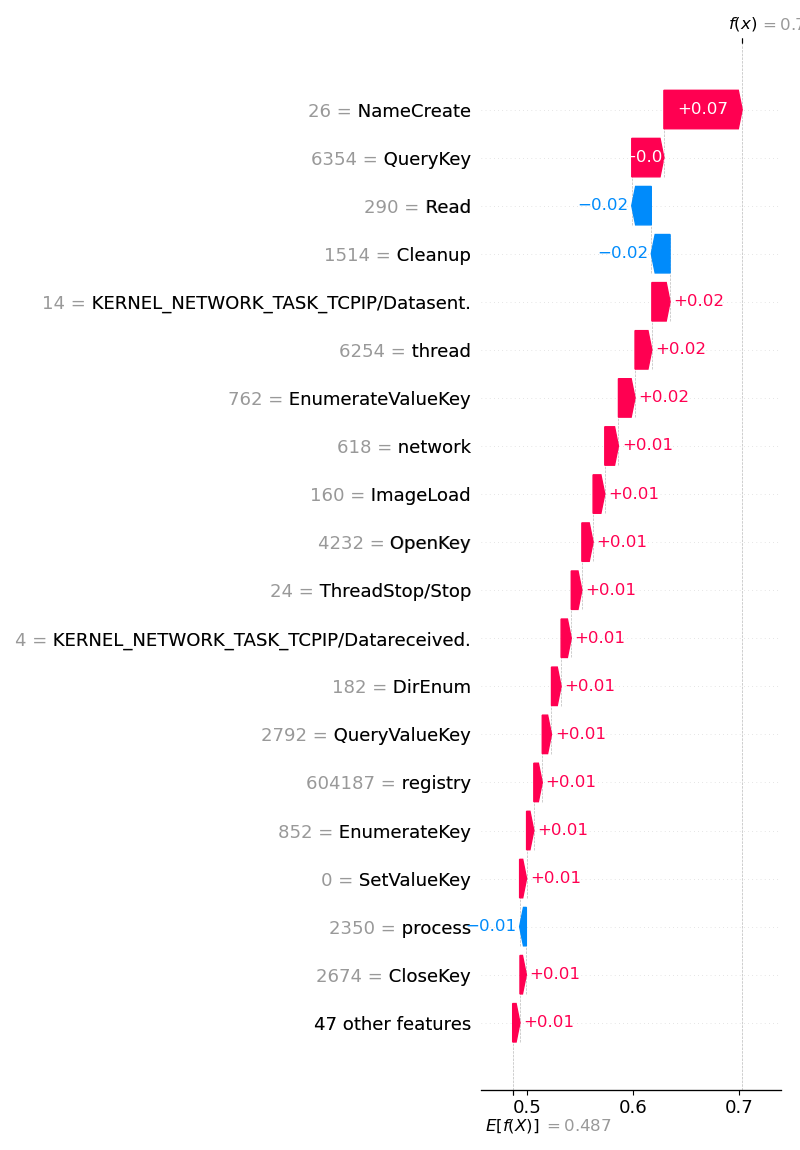 f(x) = 0.7
26 = NameCreate +0.07
6354 = QueryKey +0.0
290 = Read −0.02
1514 = Cleanup −0.02
14 = KERNEL_NETWORK_TASK_TCPIP/Datasent. +0.02
6254 = thread +0.02
762 = EnumerateValueKey +0.02
618 = network +0.01
160 = ImageLoad +0.01
4232 = OpenKey +0.01
24 = ThreadStop/Stop +0.01
4 = KERNEL_NETWORK_TASK_TCPIP/Datareceived. +0.01
182 = DirEnum +0.01
2792 = QueryValueKey +0.01
604187 = registry +0.01
852 = EnumerateKey +0.01
0 = SetValueKey +0.01
2350 = process −0.01
2674 = CloseKey +0.01
47 other features +0.01
0.5 0.6 0.7
E[f(X)] = 0.487